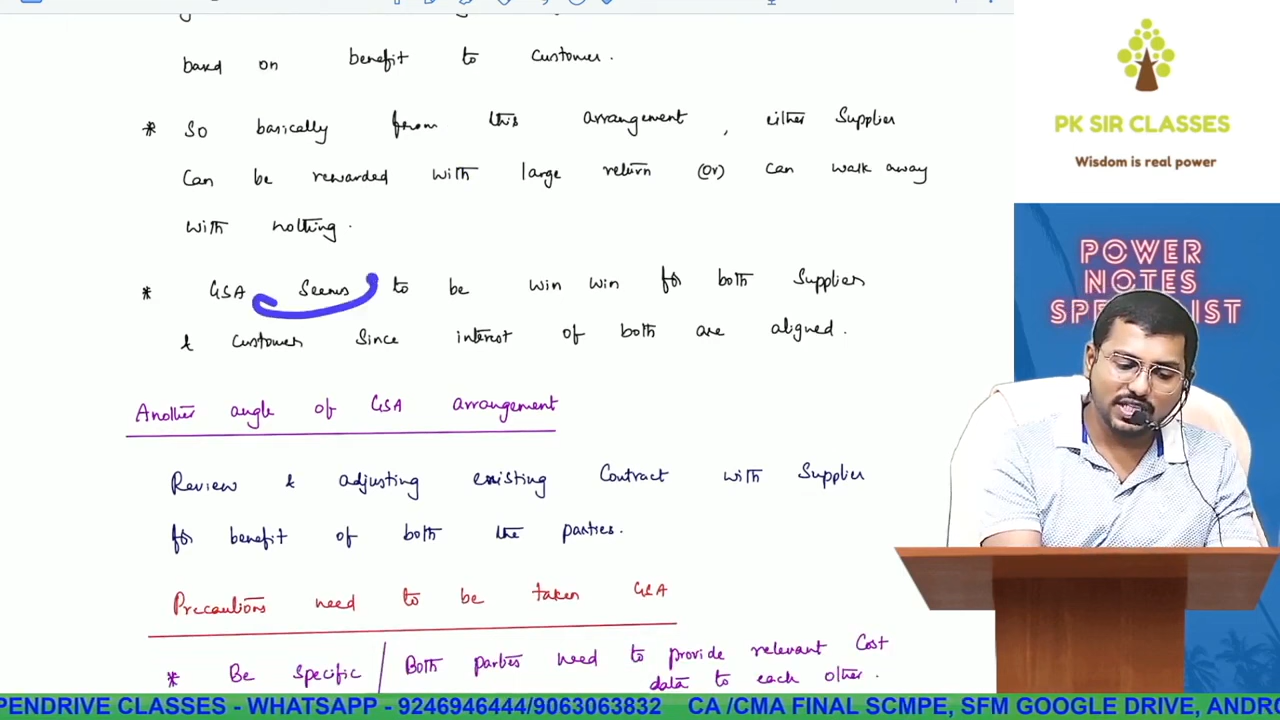 based on benefit to customer.
* So basically from this arrangement, either Supplier
Can be rewarded with large return (or) can walk away
with nothing.
* GSA Seems to be win win for both Supplier
& customer Since interest of both are aligned.
Another angle of GSA arrangement
Review & adjusting existing Contract with Supplier
for benefit of both the parties.
Precautions need to be taken GSA
* Be Specific / Both parties need to provide relevant Cost
data to each other.
PK SIR CLASSES
Wisdom is real power
POWER
NOTES
SPECIALIST
PENDRIVE CLASSES - WHATSAPP - 9246946444/9063063832 CA /CMA FINAL SCMPE, SFM GOOGLE DRIVE, ANDRO